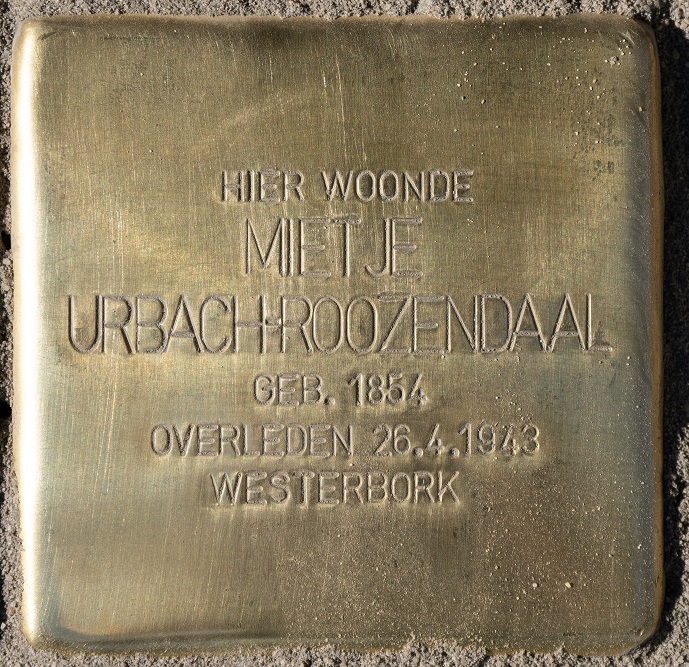 HIER WOONDE
MIETJE
URBACH-ROOZENDAAL
GEB. 1854
OVERLEDEN 26.4.1943
WESTERBORK